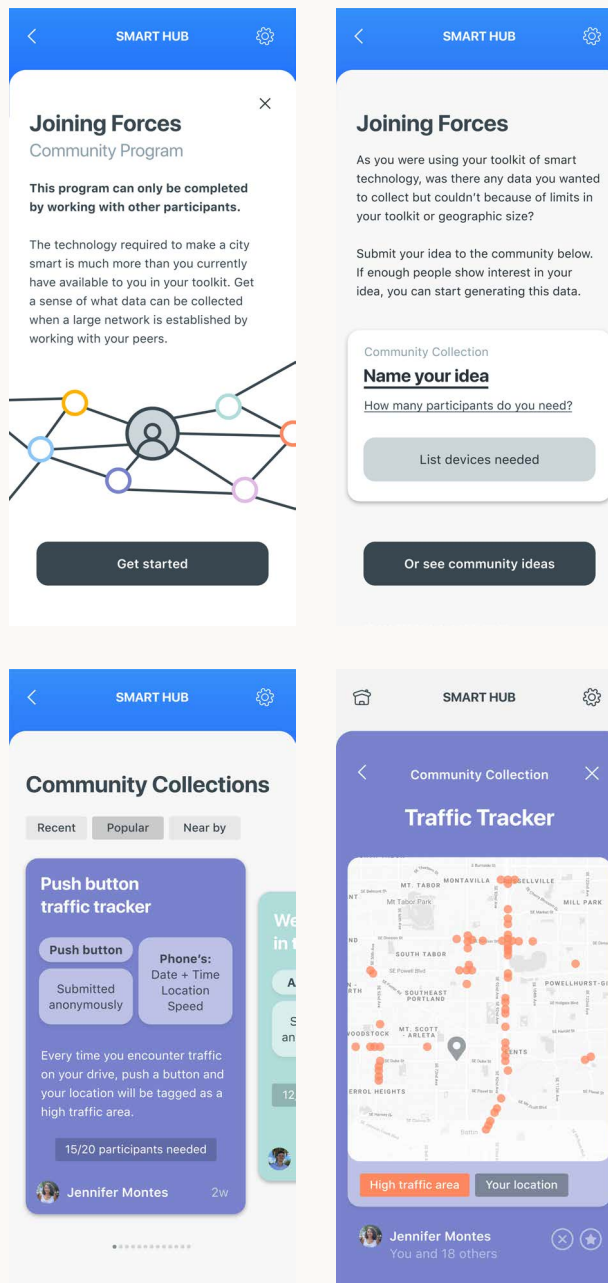 SMART HUB
Joining Forces
Community Program
This program can only be completed
by working with other participants.
The technology required to make a city
smart is much more than you currently
have available to you in your toolkit. Get
a sense of what data can be collected
when a large network is established by
working with your peers.
Get started
SMART HUB
Joining Forces
As you were using your toolkit of smart
technology, was there any data you wanted
to collect but couldn't because of limits in
your toolkit or geographic size?
Submit your idea to the community below.
If enough people show interest in your
idea, you can start generating this data.
Community Collection
Name your idea
How many participants do you need?
List devices needed
Or see community ideas
SMART HUB
Community Collections
Recent
Popular
Near by
Push button
traffic tracker
Push button
Submitted
anonymously
Phone's:
Date + Time
Location
Speed
Every time you encounter traffic
on your drive, push a button and
your location will be tagged as a
high traffic area.
15/20 participants needed
Jennifer Montes
2w
We
in t
A
S
an
12,
SMART HUB
Community Collection
Traffic Tracker
MONTAVILLA
MT. TABOR
Mt Tabor Park
MILL PARK
SOUTH TABOR
SE Powell Blvd
SOUTHEAST
PORTLAND
MT. SCOTT
- ARLETA
High traffic area
Your location
Jennifer Montes
You and 18 others